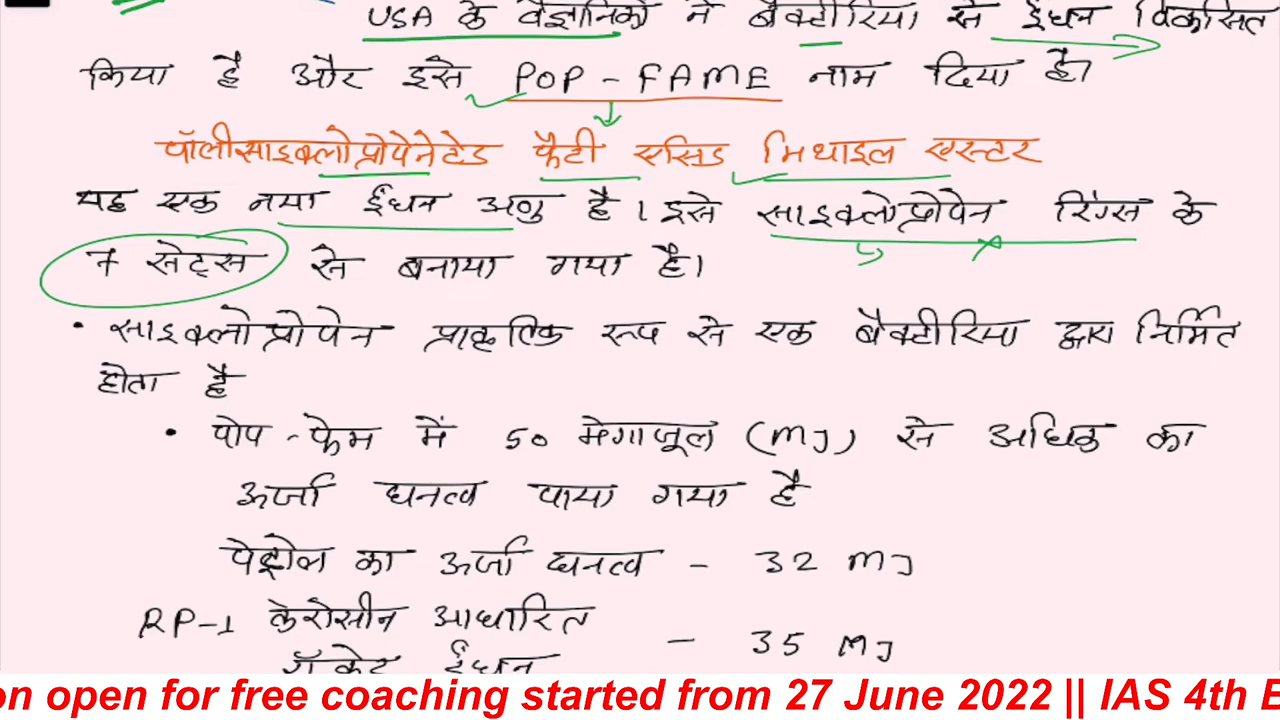 USA के वैज्ञानिकों ने बैक्टीरिया से ईंधन विकसित
किया है और इसे POP-FAME नाम दिया है।
पॉलीसाइक्लोप्रोपेनेटेड फैटी एसिड मिथाइल एस्टर
यह एक नया ईंधन अणु है। इसे साइक्लोप्रोपेन रिंग्स के
7 सेट्स से बनाया गया है।
• साइक्लोप्रोपेन प्राकृतिक रूप से एक बैक्टीरिया द्वारा निर्मित
होता है
• पोप-फेम में 50 मेगाजूल (MJ) से अधिक का
ऊर्जा घनत्व पाया गया है
पेट्रोल का ऊर्जा घनत्व - 32 MJ
RP-1 केरोसीन आधारित
रॉकेट ईंधन - 35 MJ
on open for free coaching started from 27 June 2022 || IAS 4th